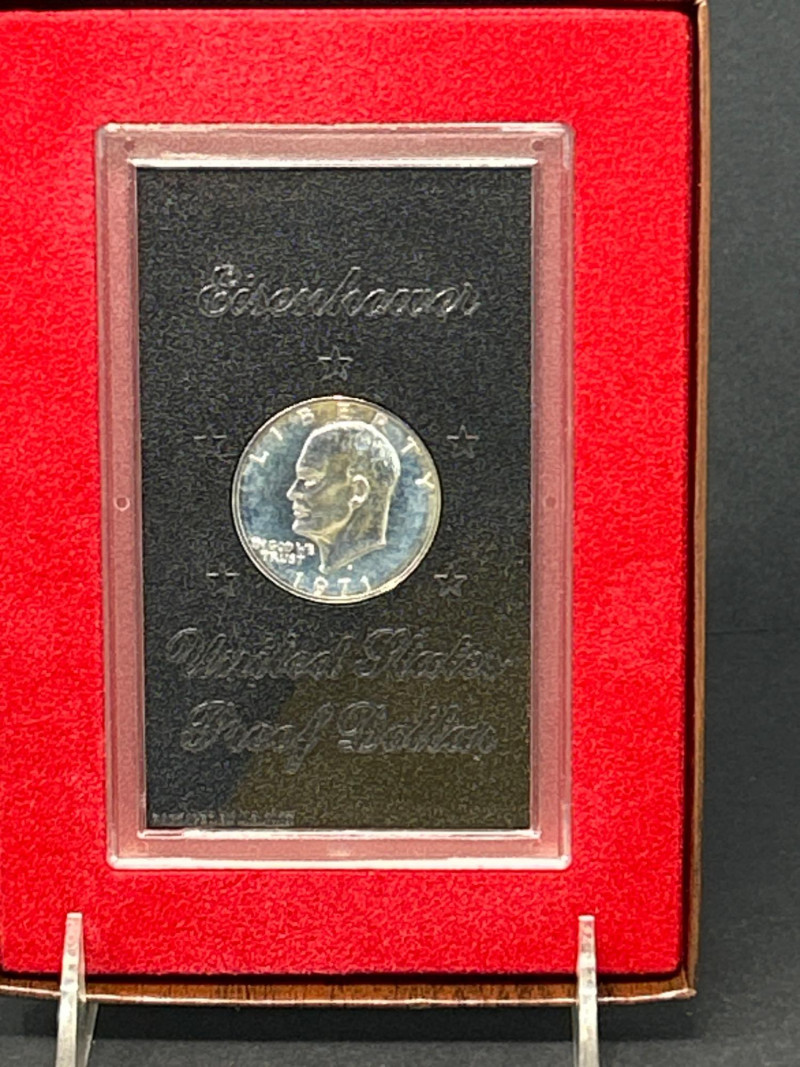 Eisenhower
LIBERTY
IN GOD WE
TRUST
1971
United States
Proof Dollar